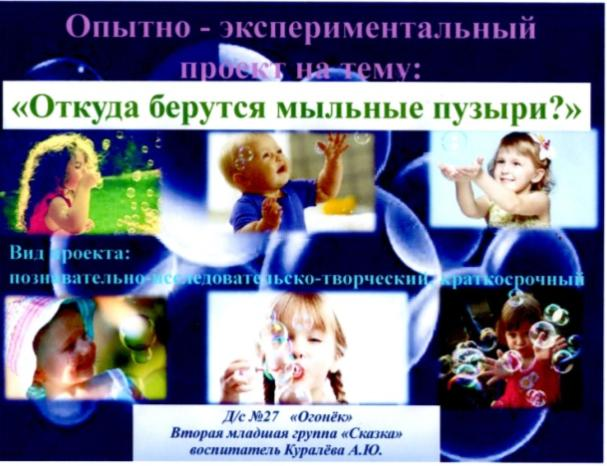 Опытно - экспериментальный
проект на тему:
«Откуда берутся мыльные пузыри?»
Вид проекта:
познавательно-исследовательско-творческий, краткосрочный
Д/с №27 «Огонёк»
Вторая младшая группа «Сказка»
воспитатель Куралёва А.Ю.